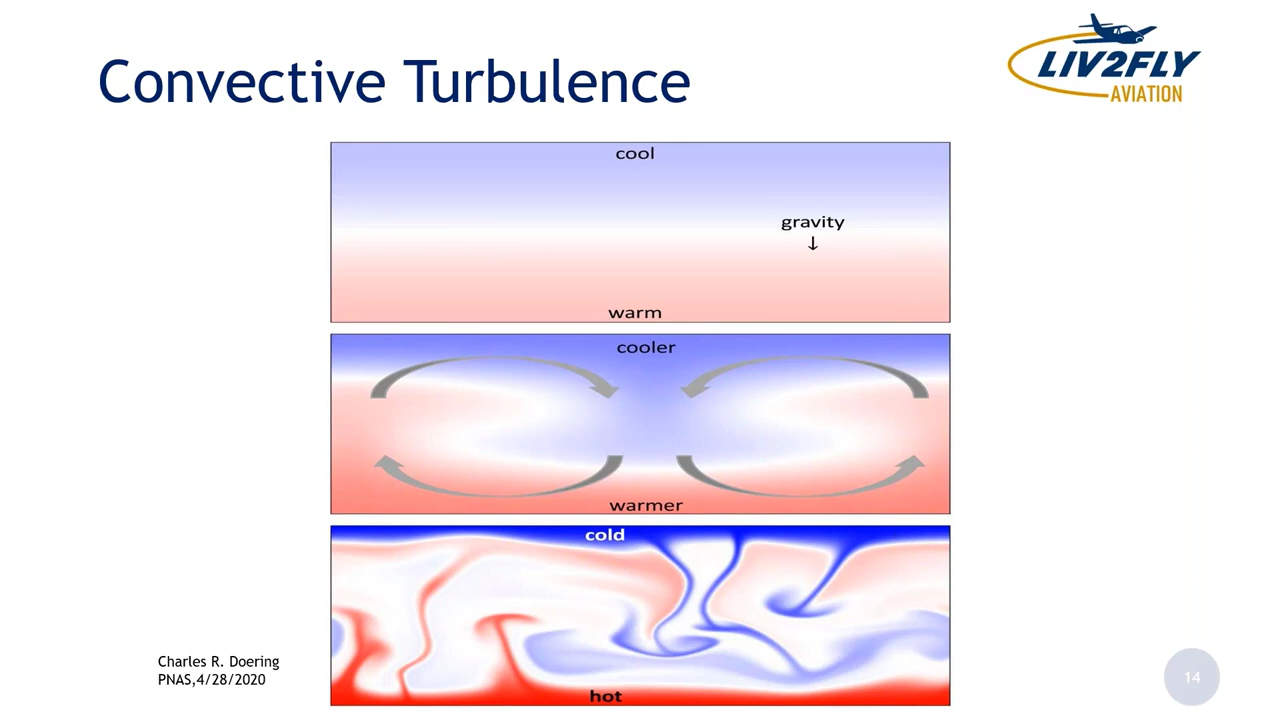 Convective Turbulence
LIV2FLY
AVIATION
cool
gravity
↓
warm
cooler
warmer
cold
hot
Charles R. Doering
PNAS,4/28/2020
14